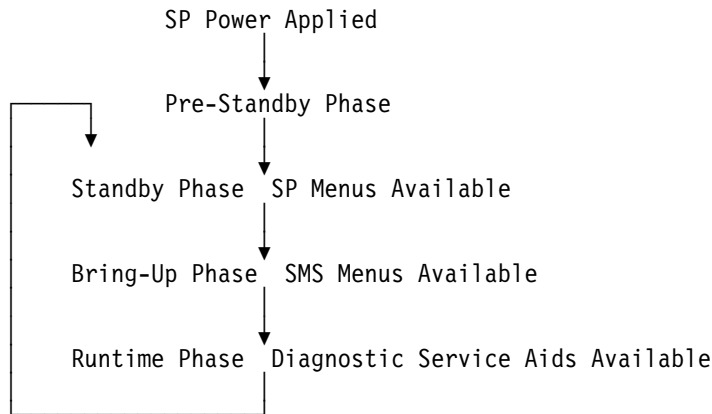 SP Power Applied
Pre-Standby Phase
Standby Phase SP Menus Available
Bring-Up Phase SMS Menus Available
Runtime Phase Diagnostic Service Aids Available